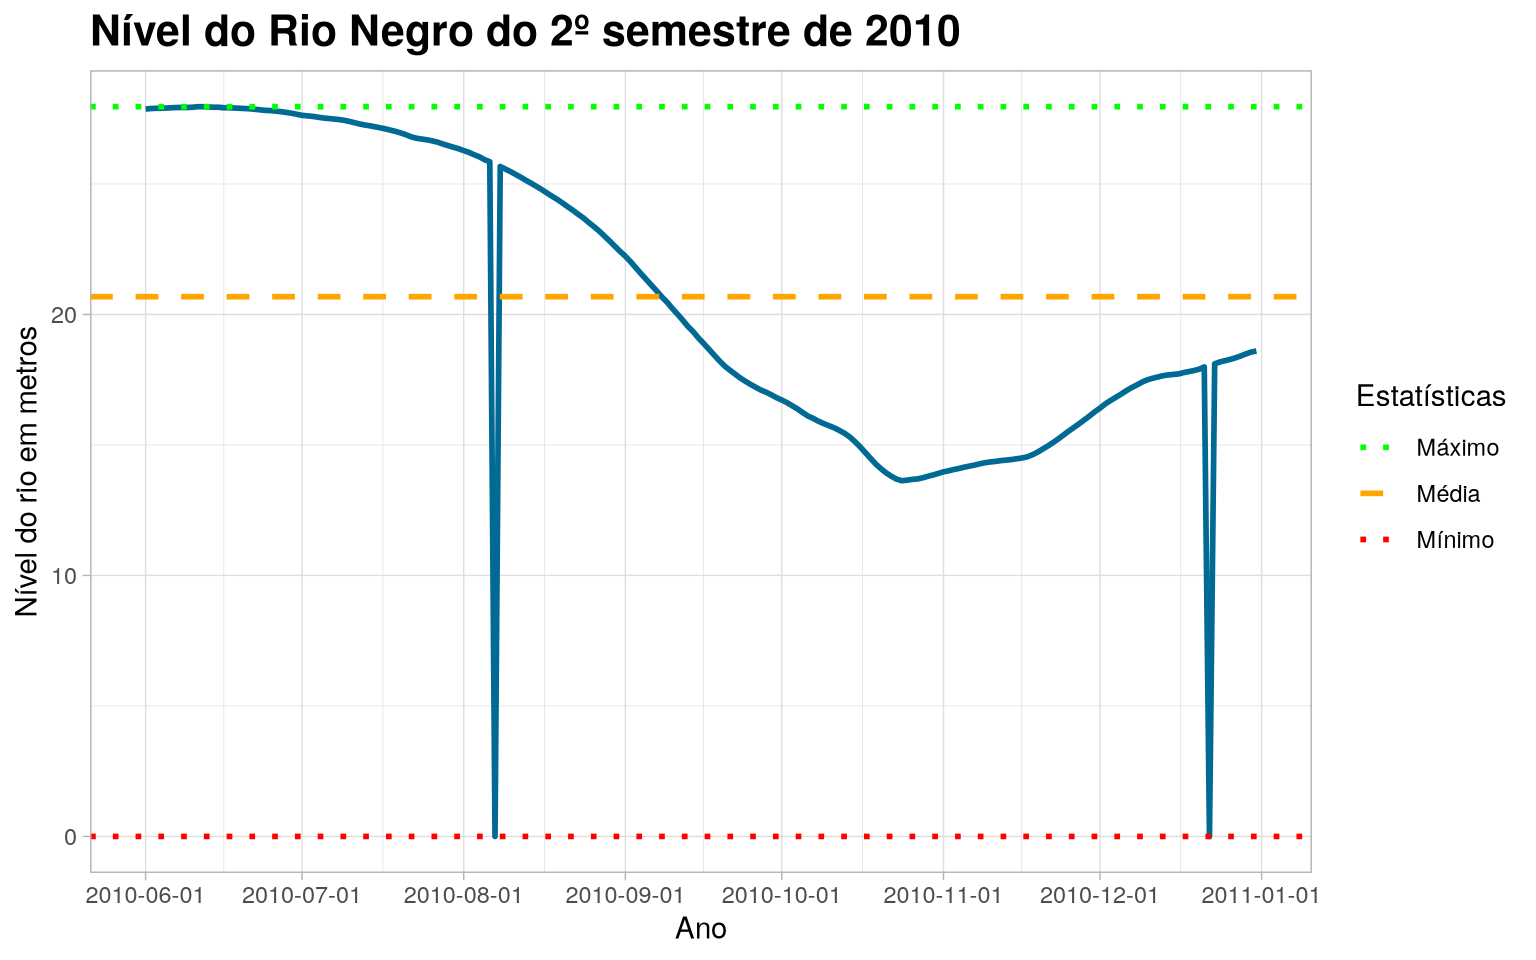 Nível do Rio Negro do 2º semestre de 2010
Nível do rio em metros
20
10
0
2010-06-01 2010-07-01 2010-08-01 2010-09-01 2010-10-01 2010-11-01 2010-12-01 2011-01-01
Ano
Estatísticas
Máximo
Média
Mínimo